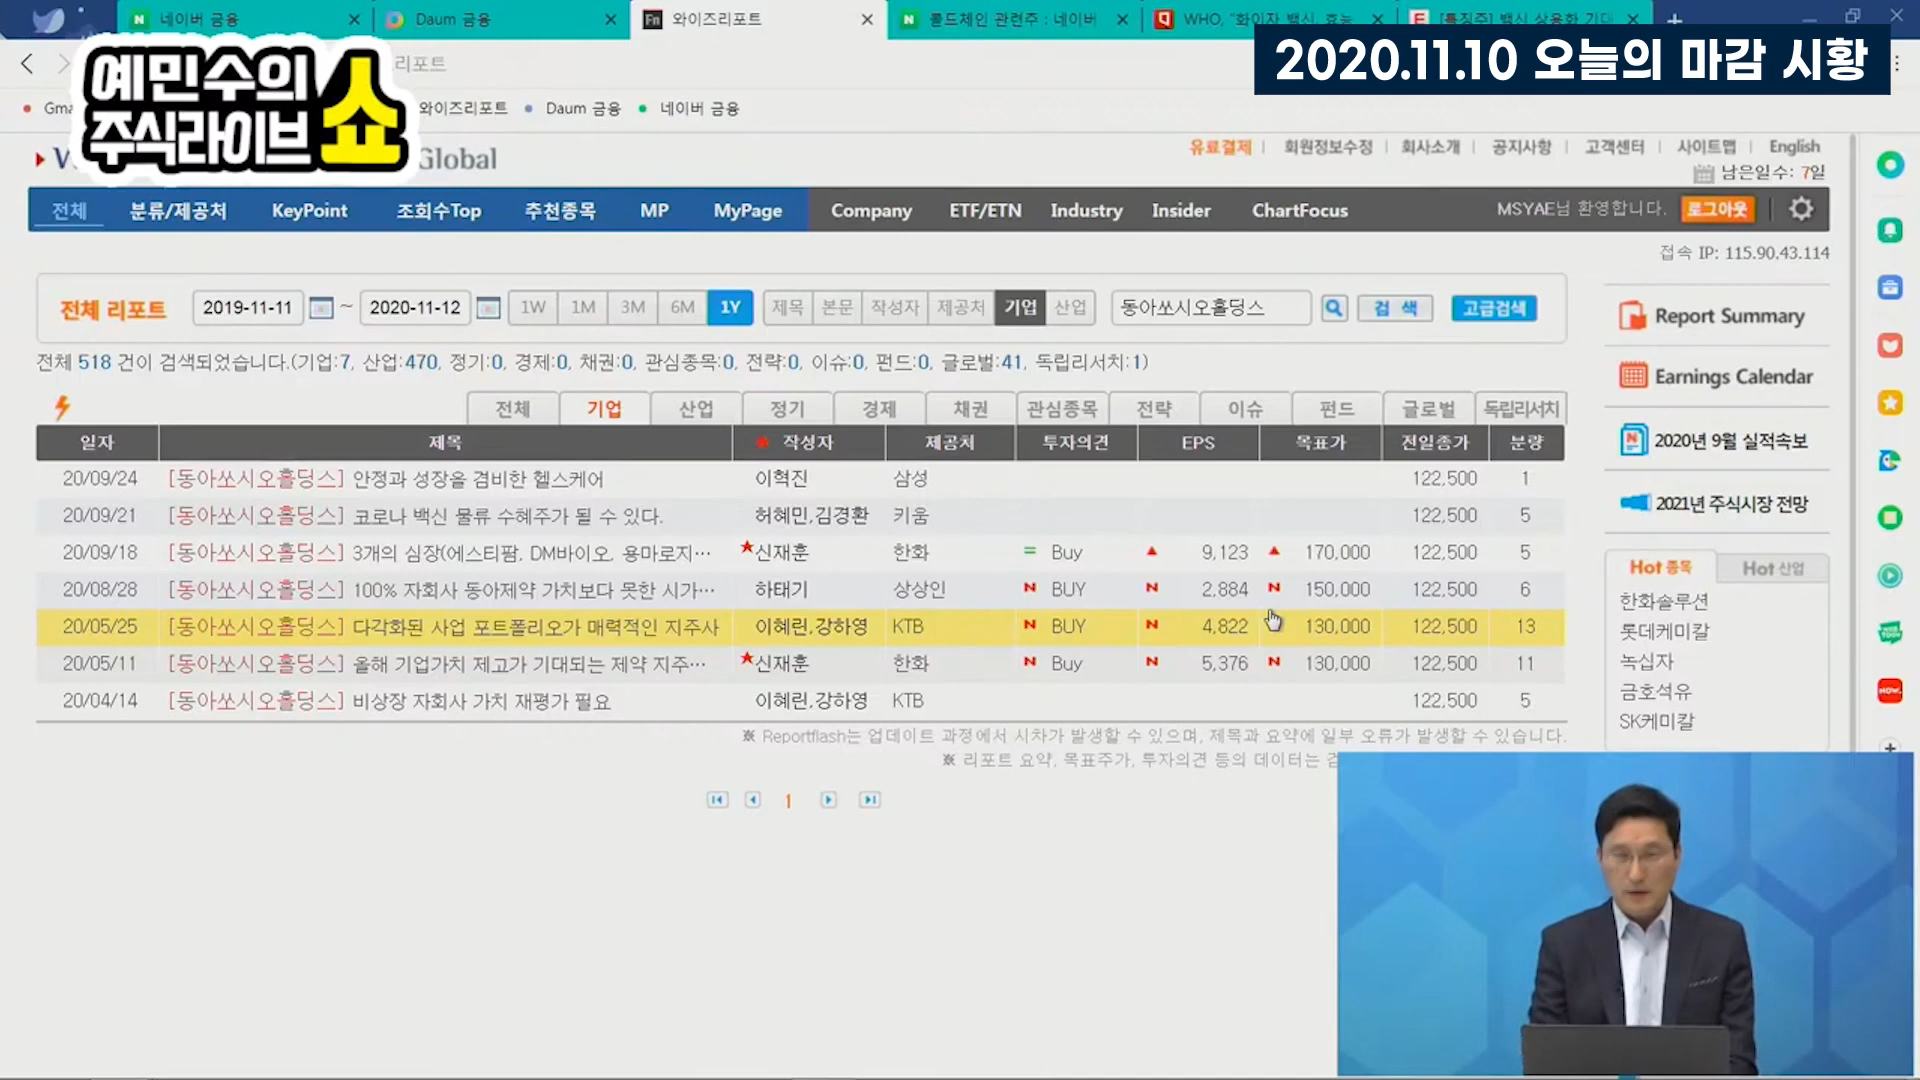 네이버 금융
Daum 금융
와이즈리포트
콜드체인 관련주 : 네이버
WHO, "화이자 백신, 효능
[특징주] 백신 상용화 기대
2020.11.10 오늘의 마감 시황
예민수의
주식라이브
쇼
리포트
와이즈리포트
Daum 금융
네이버 금융
Global
유료결제
회원정보수정
회사소개
공지사항
고객센터
사이트맵
English
남은일수: 7일
전체
분류/제공처
KeyPoint
조회수Top
추천종목
MP
MyPage
Company
ETF/ETN
Industry
Insider
ChartFocus
MSYAE님 환영합니다.
로그아웃
접속 IP: 115.90.43.114
전체 리포트
2019-11-11
~
2020-11-12
1W
1M
3M
6M
1Y
제목
본문
작성자
제공처
기업
산업
동아쏘시오홀딩스
검 색
고급검색
전체 518 건이 검색되었습니다.(기업:7, 산업:470, 정기:0, 경제:0, 채권:0, 관심종목:0, 전략:0, 이슈:0, 펀드:0, 글로벌:41, 독립리서치:1)
전체 기업 산업 정기 경제 채권 관심종목 전략 이슈 펀드 글로벌 독립리서치
일자 제목 작성자 제공처 투자의견 EPS 목표가 전일종가 분량
20/09/24 [동아쏘시오홀딩스] 안정과 성장을 겸비한 헬스케어 이혁진 삼성 122,500 1
20/09/21 [동아쏘시오홀딩스] 코로나 백신 물류 수혜주가 될 수 있다. 허혜민,김경환 키움 122,500 5
20/09/18 [동아쏘시오홀딩스] 3개의 심장(에스티팜, DM바이오, 용마로지… ★신재훈 한화 = Buy ▲ 9,123 ▲ 170,000 122,500 5
20/08/28 [동아쏘시오홀딩스] 100% 자회사 동아제약 가치보다 못한 시가… 하태기 상상인 N BUY N 2,884 N 150,000 122,500 6
20/05/25 [동아쏘시오홀딩스] 다각화된 사업 포트폴리오가 매력적인 지주사 이혜린,강하영 KTB N BUY N 4,822 130,000 122,500 13
20/05/11 [동아쏘시오홀딩스] 올해 기업가치 제고가 기대되는 제약 지주… ★신재훈 한화 N Buy N 5,376 N 130,000 122,500 11
20/04/14 [동아쏘시오홀딩스] 비상장 자회사 가치 재평가 필요 이혜린,강하영 KTB 122,500 5
※ Reportflash는 업데이트 과정에서 시차가 발생할 수 있으며, 제목과 요약에 일부 오류가 발생할 수 있습니다.
※ 리포트 요약, 목표주가, 투자의견 등의 데이터는
1
Report Summary
Earnings Calendar
2020년 9월 실적속보
2021년 주식시장 전망
Hot 종목
Hot 산업
한화솔루션
롯데케미칼
녹십자
금호석유
SK케미칼